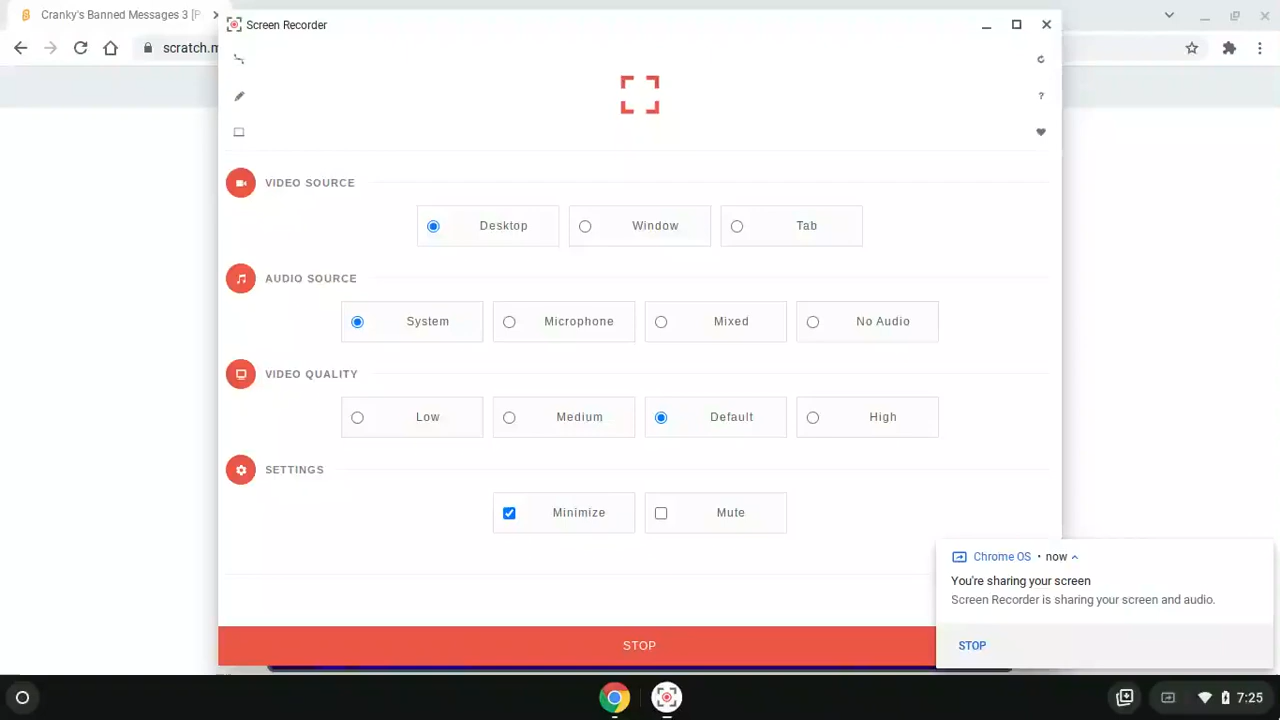 Cranky's Banned Messages 3 [P
Screen Recorder
scratch.m
?
VIDEO SOURCE
Desktop
Window
Tab
AUDIO SOURCE
System
Microphone
Mixed
No Audio
VIDEO QUALITY
Low
Medium
Default
High
SETTINGS
Minimize
Mute
Chrome OS • now
You're sharing your screen
Screen Recorder is sharing your screen and audio.
STOP
STOP
7:25